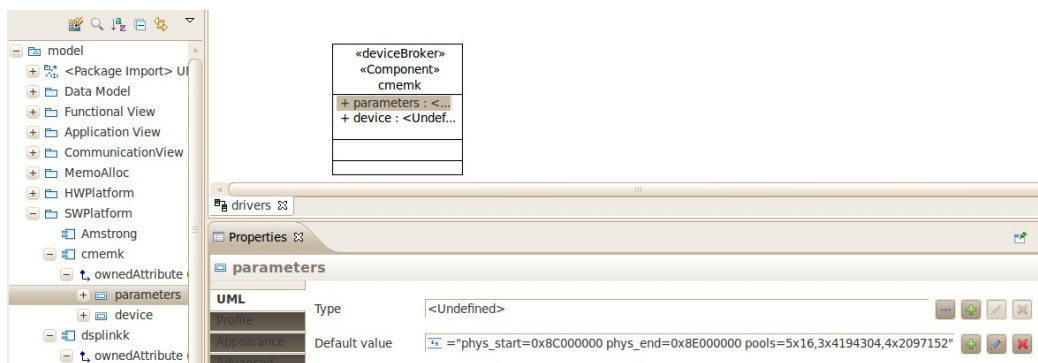 model
<Package Import> U
Data Model
Functional View
Application View
CommunicationView
MemoAlloc
HWPlatform
SWPlatform
Amstrong
cmemk
ownedAttribute (
parameters
device
dsplinkk
ownedAttribute (
«deviceBroker»
«Component»
cmemk
+ parameters : <...
+ device : <Undef...
drivers
Properties
parameters
UML
Profile
Appearance
Advanced
Type
<Undefined>
Default value
="phys_start=0x8C000000 phys_end=0x8E000000 pools=5x16,3x4194304,4x2097152"